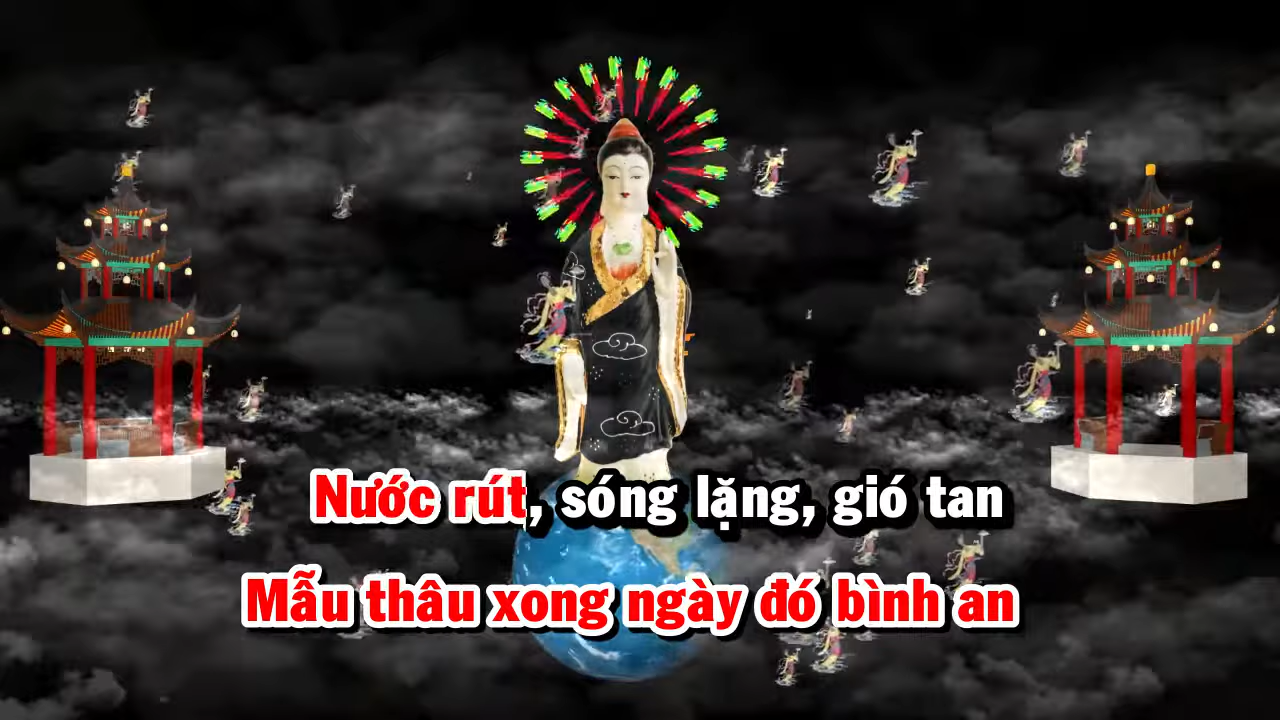 Nước rút, sóng lặng, gió tan
Mẫu thâu xong ngày đó bình an